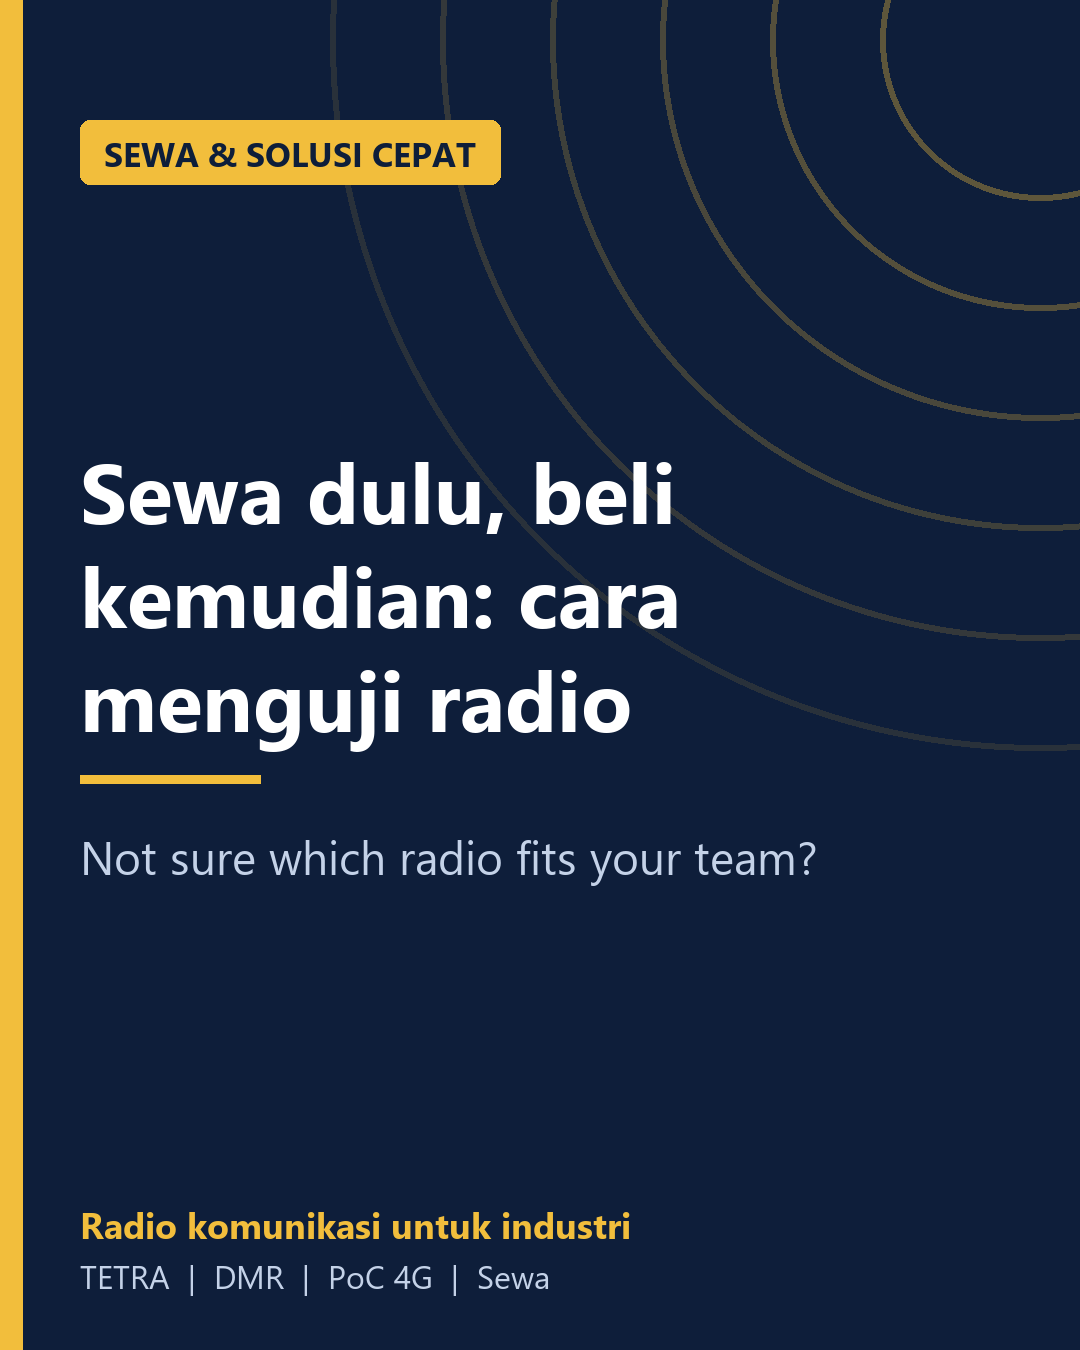 SEWA & SOLUSI CEPAT
Sewa dulu, beli
kemudian: cara
menguji radio
Not sure which radio fits your team?
Radio komunikasi untuk industri
TETRA | DMR | PoC 4G | Sewa